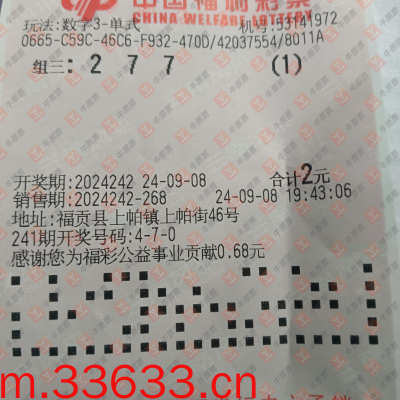 中国福利彩票
CHINA WELFARE LOTTERY
玩法:数字3-单式 机号:53141972
0665-C59C-46C6-F932-470D/42037554/8011A
组三: 2 7 7 (1)
开奖期:2024242 24-09-08 合计2元
销售期:2024242-268 24-09-08 19:43:06
地址:福贡县上帕镇上帕街46号
241期开奖号码:4-7-0
感谢您为福彩公益事业贡献0.68元
m.33633.cn